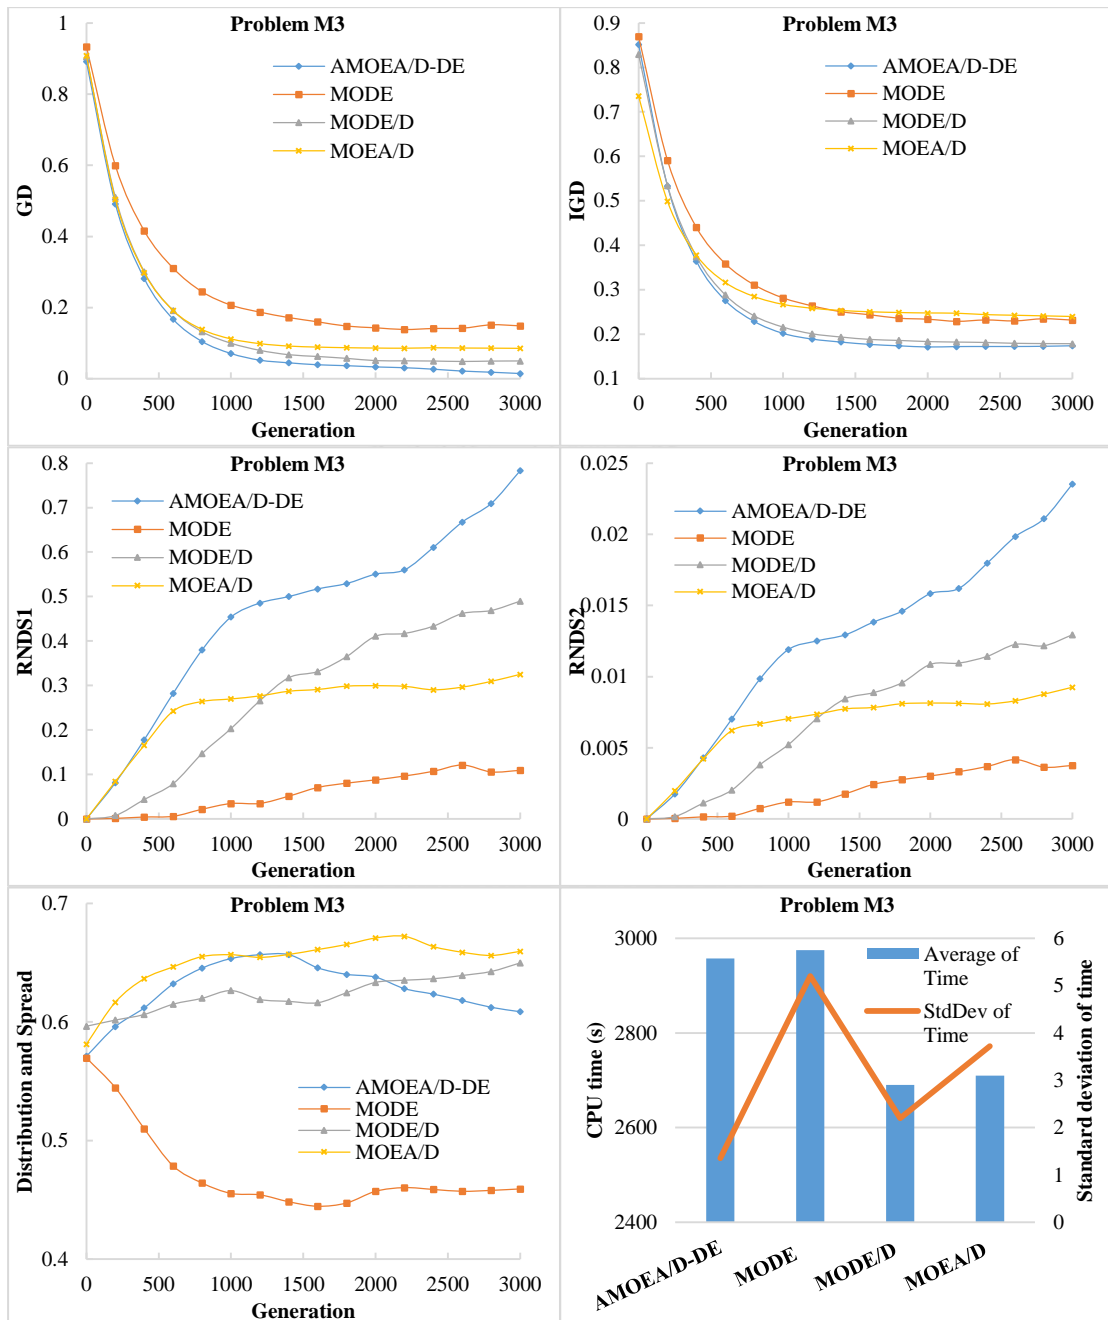 Problem M3
1
0.8
0.6
0.4
0.2
0
GD
AMOEA/D-DE
MODE
MODE/D
MOEA/D
0 500 1000 1500 2000 2500 3000
Generation
Problem M3
0.9
0.8
0.7
0.6
0.5
0.4
0.3
0.2
0.1
IGD
AMOEA/D-DE
MODE
MODE/D
MOEA/D
0 500 1000 1500 2000 2500 3000
Generation
Problem M3
0.8
0.7
0.6
0.5
0.4
0.3
0.2
0.1
0
RNDS1
AMOEA/D-DE
MODE
MODE/D
MOEA/D
0 500 1000 1500 2000 2500 3000
Generation
Problem M3
0.025
0.02
0.015
0.01
0.005
0
RNDS2
AMOEA/D-DE
MODE
MODE/D
MOEA/D
0 500 1000 1500 2000 2500 3000
Generation
Problem M3
0.7
0.6
0.5
0.4
Distribution and Spread
AMOEA/D-DE
MODE
MODE/D
MOEA/D
0 500 1000 1500 2000 2500 3000
Generation
Problem M3
3000
2800
2600
2400
CPU time (s)
Average of
Time
StdDev of
Time
6
5
4
3
2
1
0
Standard deviation of time
AMOEA/D-DE
MODE
MODE/D
MOEA/D